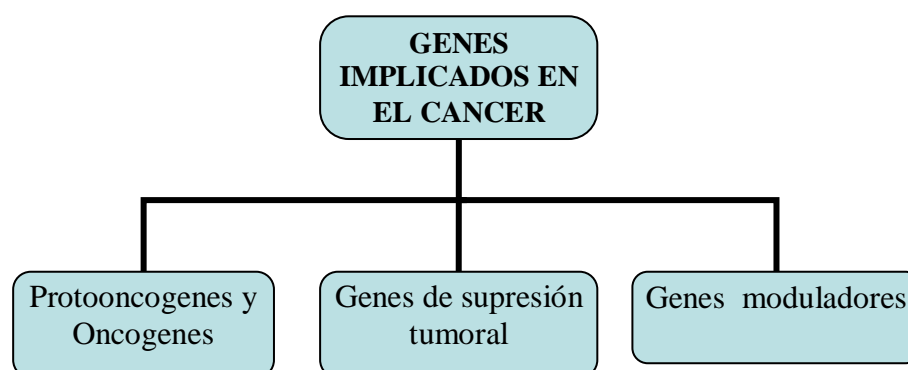 GENES
IMPLICADOS EN
EL CANCER
Protooncogenes y
Oncogenes
Genes de supresión
tumoral
Genes moduladores